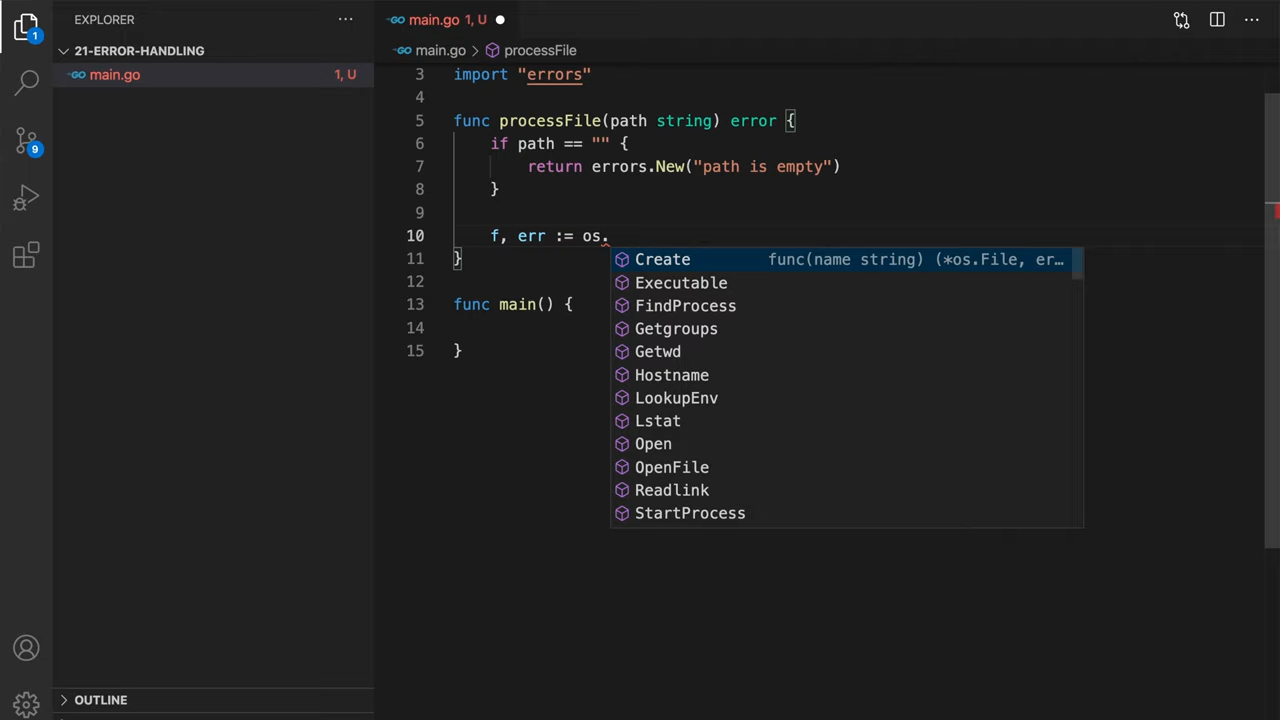 1
EXPLORER
···
main.go 1, U
···
21-ERROR-HANDLING
main.go > processFile
main.go 1, U
3 import "errors"
4
5 func processFile(path string) error {
6 if path == "" {
7 return errors.New("path is empty")
8 }
9
10 f, err := os.
Create func(name string) (*os.File, er…
11 }
Executable
12
FindProcess
13 func main() {
Getgroups
14
Getwd
15 }
Hostname
LookupEnv
Lstat
Open
OpenFile
Readlink
StartProcess
9
OUTLINE